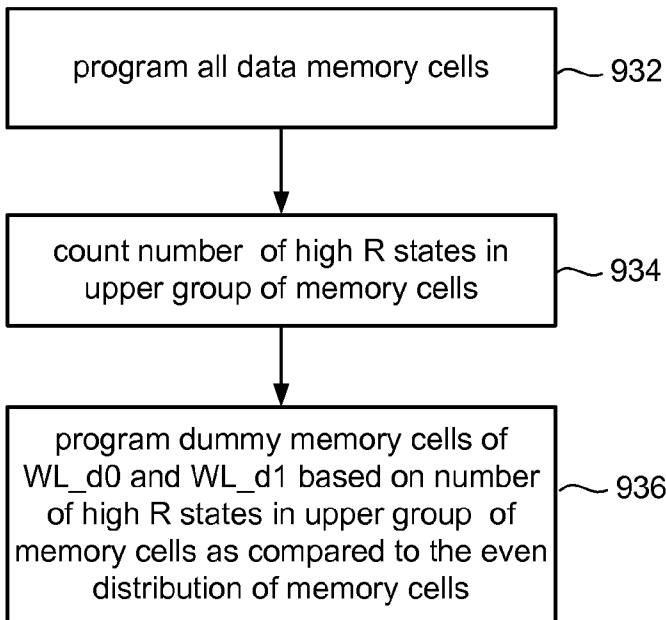 program all data memory cells
932
count number of high R states in
upper group of memory cells
934
program dummy memory cells of
WL_d0 and WL_d1 based on number
of high R states in upper group of
memory cells as compared to the even
distribution of memory cells
936